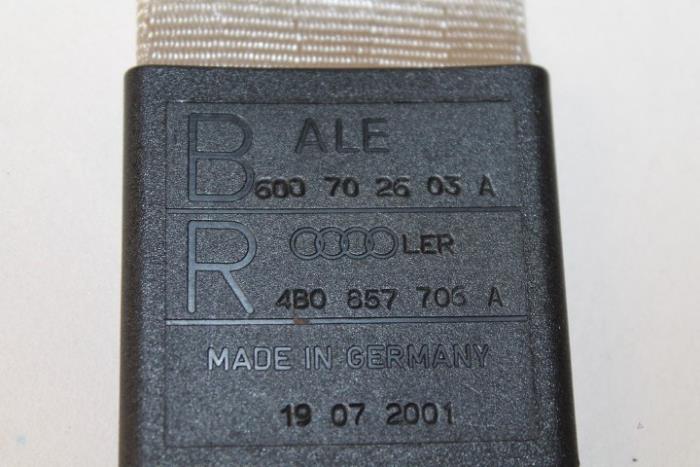 B ALE
600 70 26 03 A
R LER
4B0 857 706 A
MADE IN GERMANY
19 07 2001